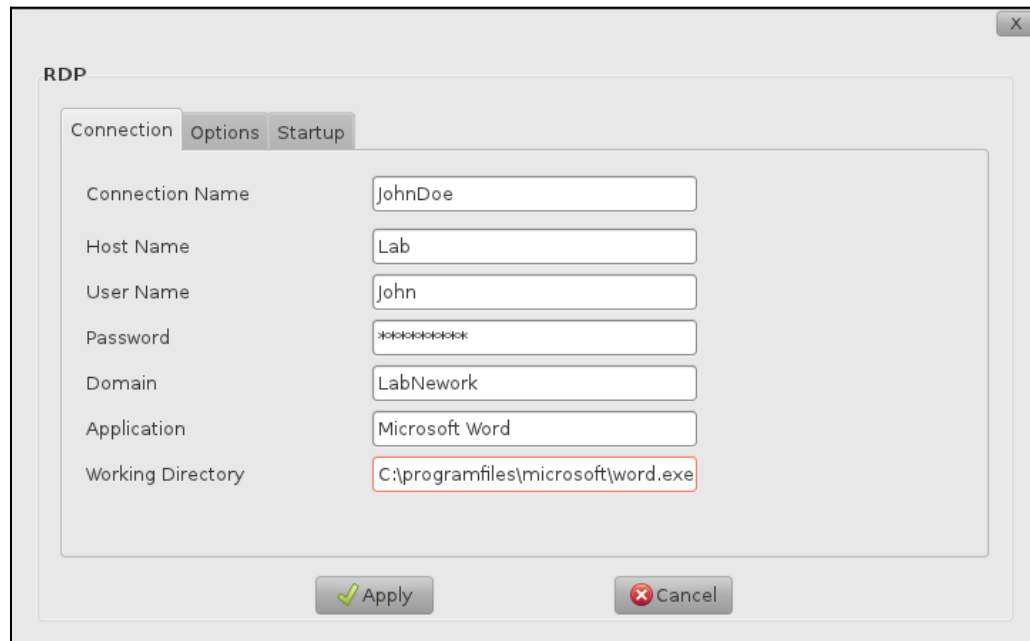 X
RDP
Connection Options Startup
Connection Name JohnDoe
Host Name Lab
User Name John
Password **********
Domain LabNework
Application Microsoft Word
Working Directory C:\programfiles\microsoft\word.exe
Apply Cancel